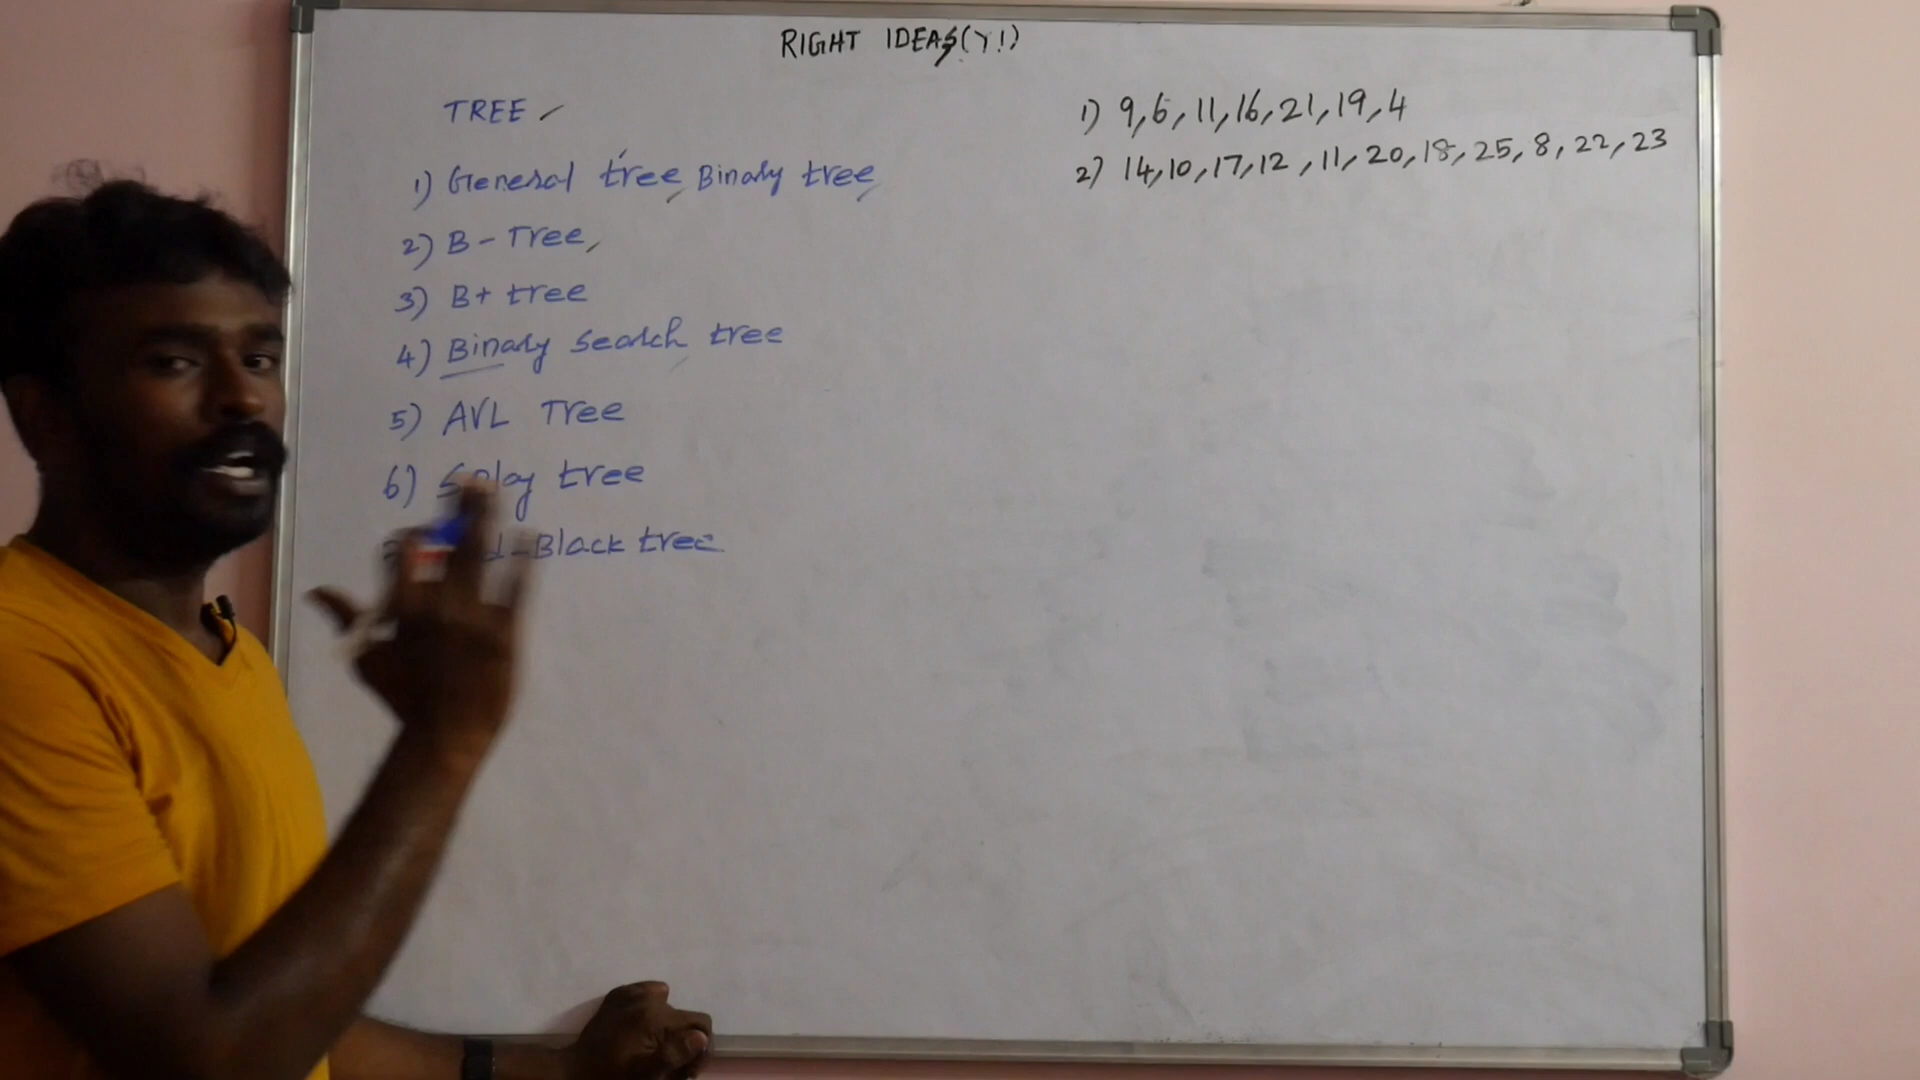 RIGHT IDEAS(Y!)
TREE
1) General tree, Binary tree,
2) B-Tree,
3) B+ tree
4) Binary Search tree
5) AVL Tree
6) Splay tree
-Black tree
1) 9,6,11,16,21,19,4
2) 14,10,17,12,11,20,18,25,8,22,23